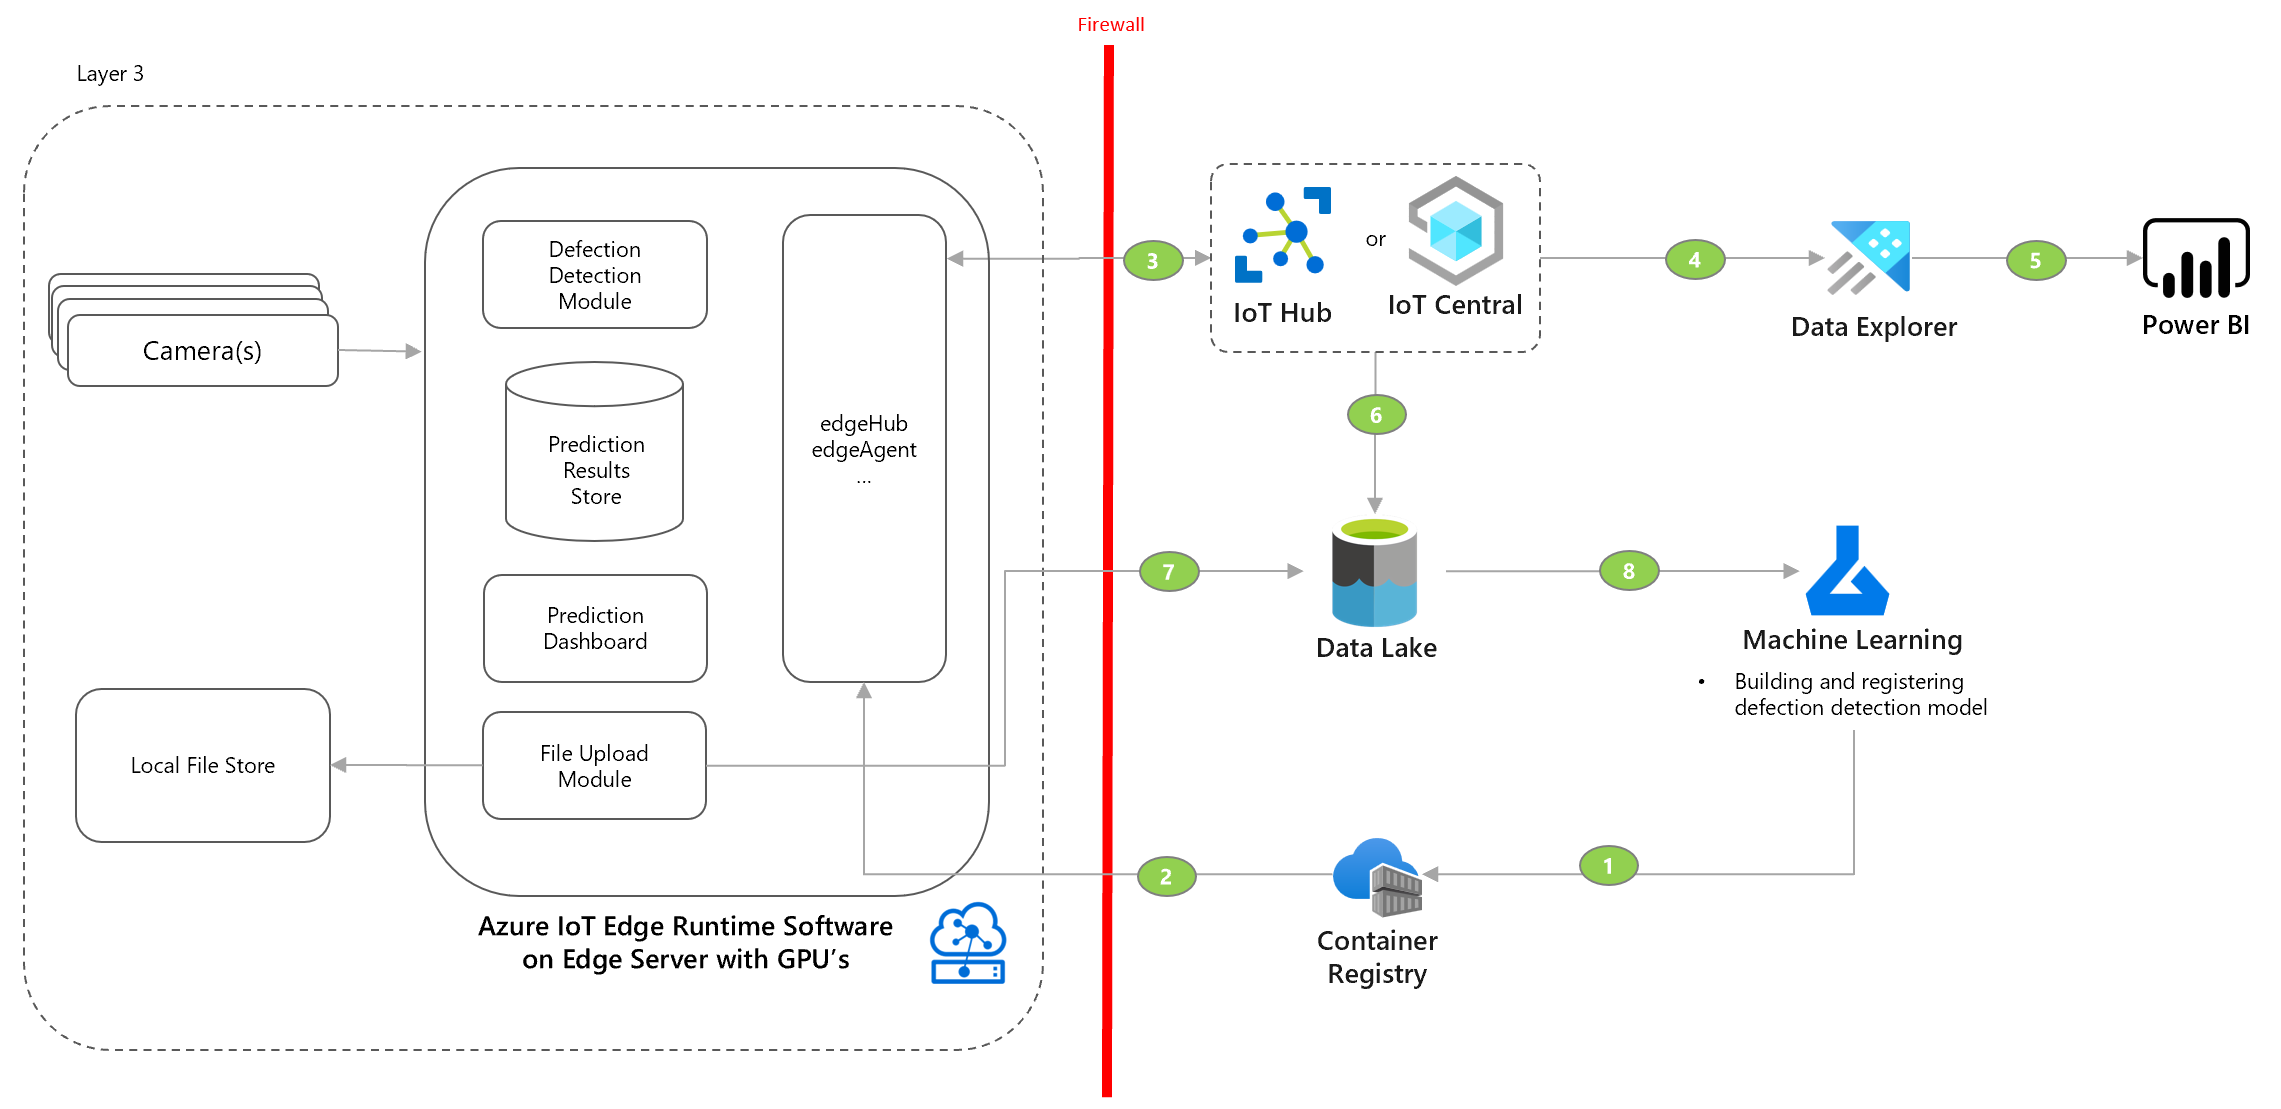 Firewall
Layer 3
Camera(s)
Local File Store
Defection
Detection
Module
Prediction
Results
Store
Prediction
Dashboard
File Upload
Module
edgeHub
edgeAgent
...
Azure IoT Edge Runtime Software
on Edge Server with GPU’s
3
IoT Hub
or
IoT Central
4
Data Explorer
5
Power BI
6
7
Data Lake
8
Machine Learning
• Building and registering
defection detection model
2
Container
Registry
1